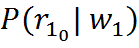 P(r₁₀ | w₁)